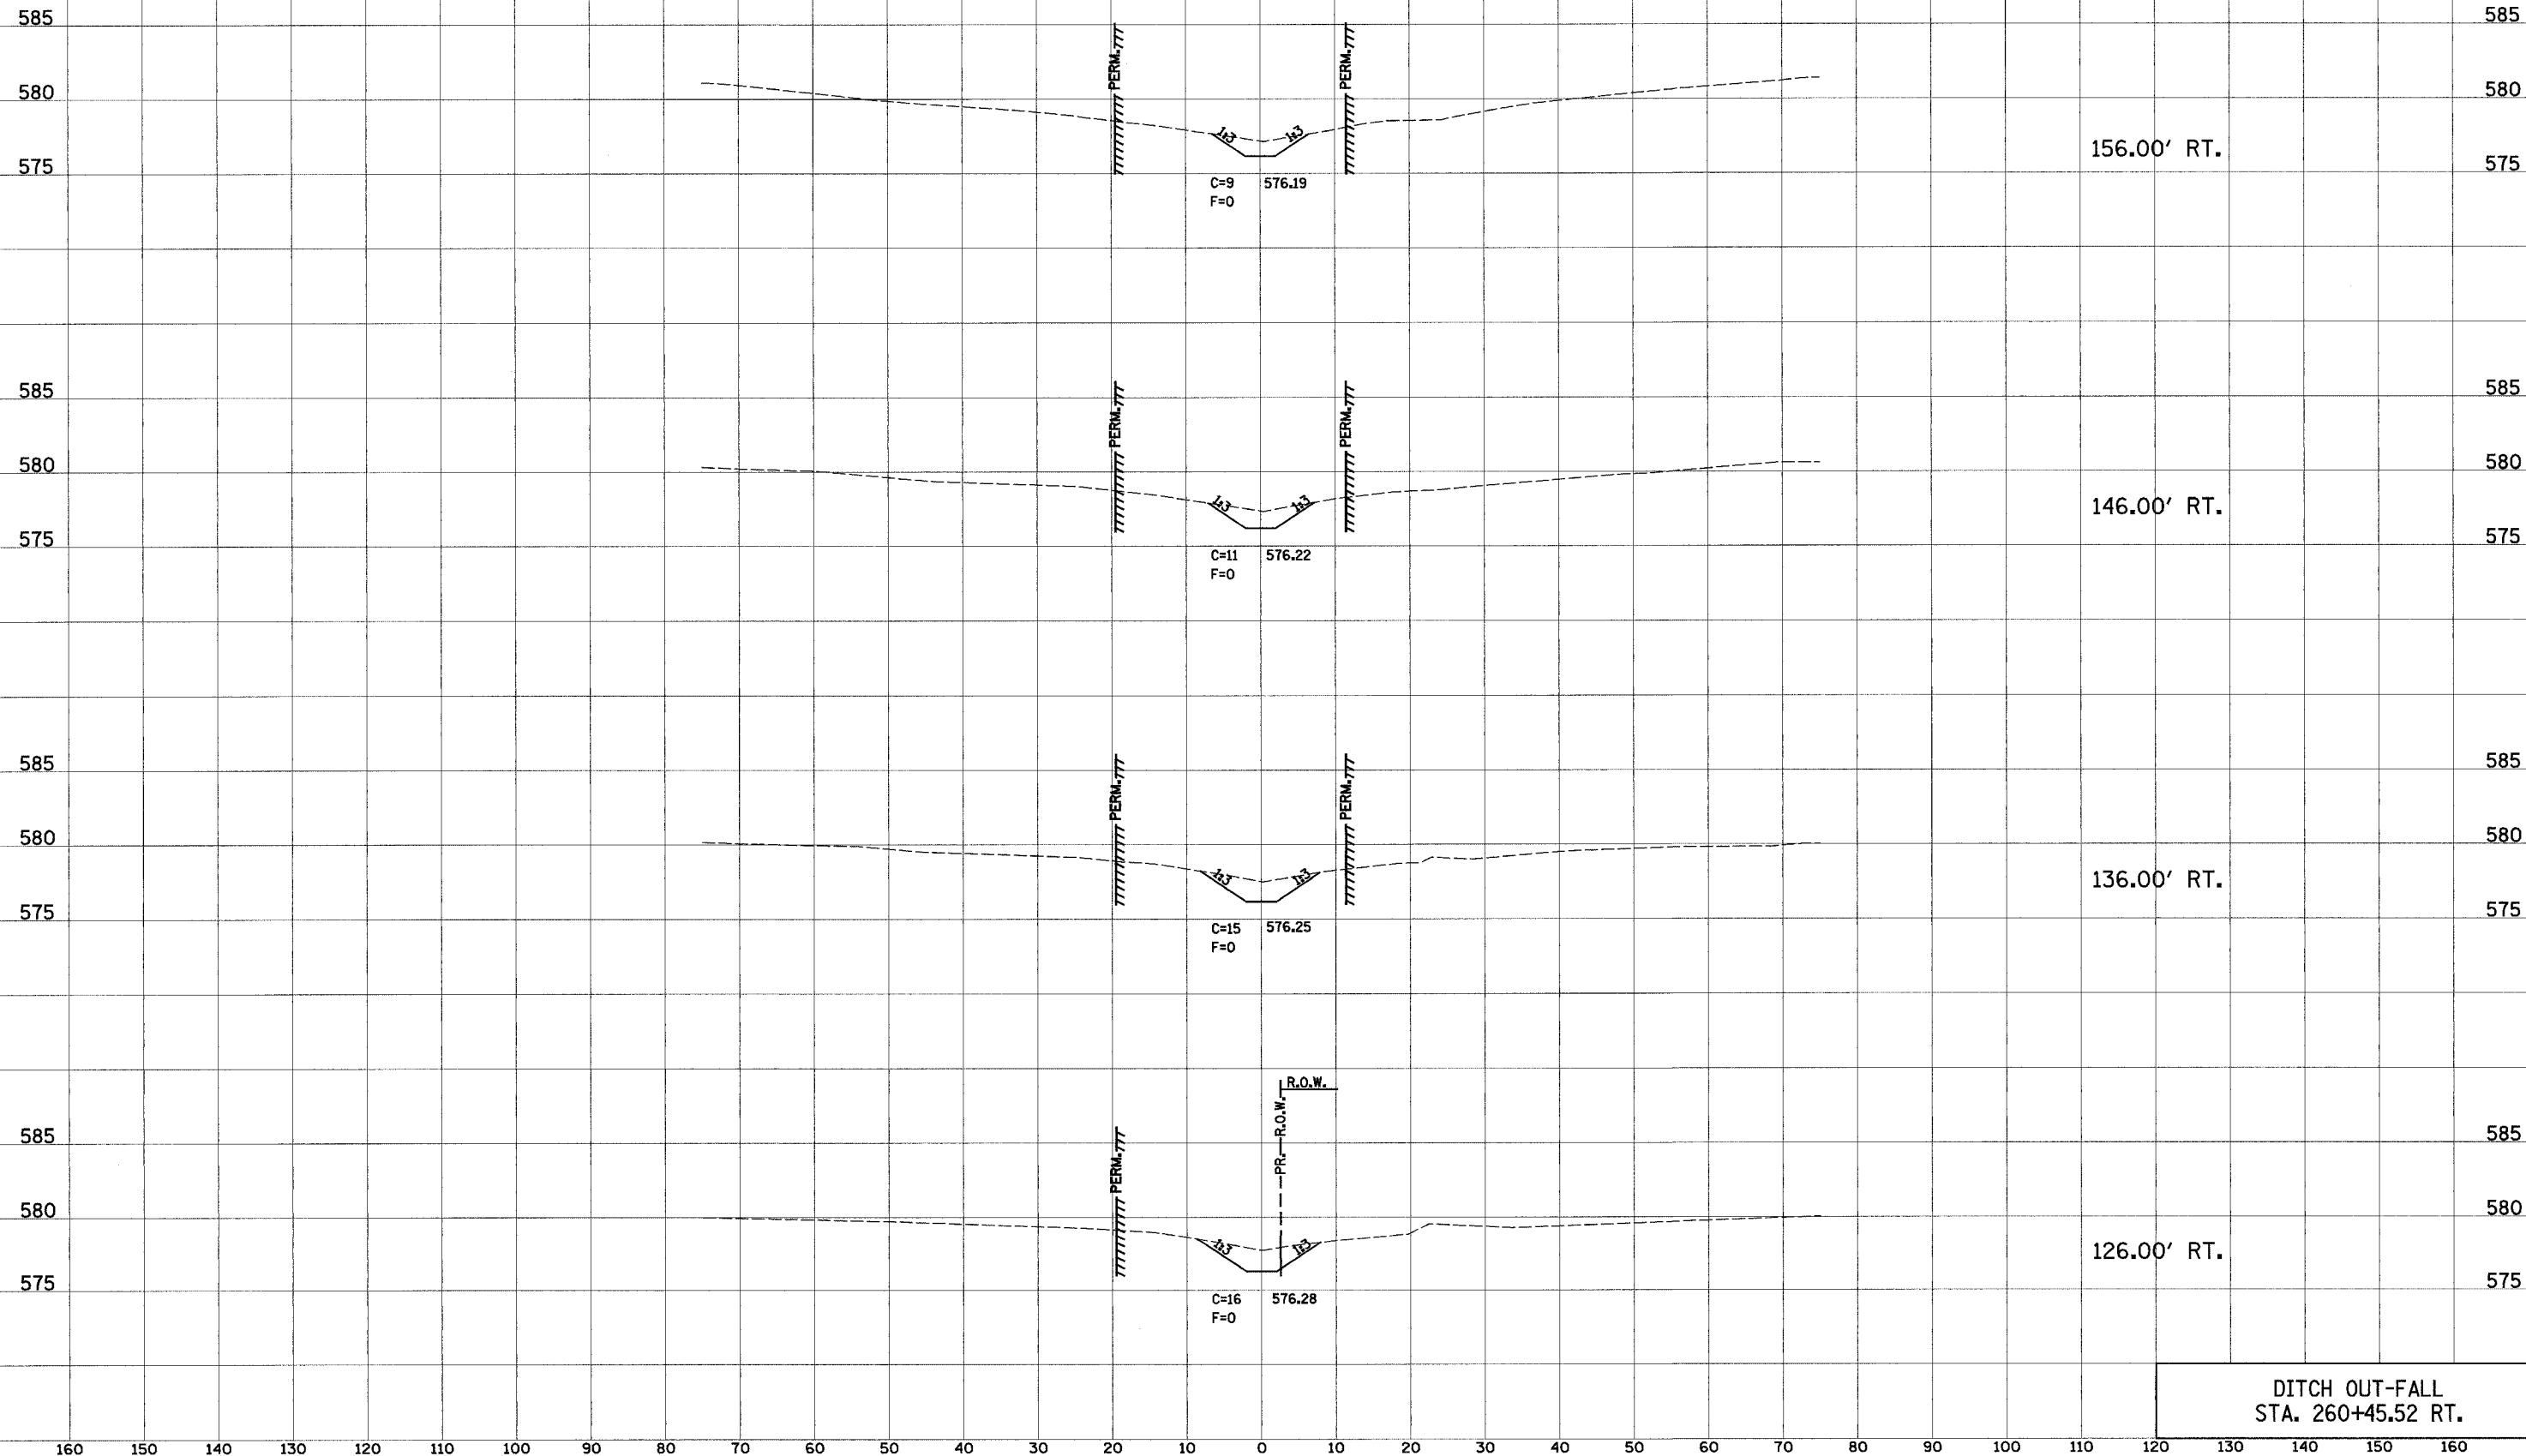 585 585
PERM. PERM.
580 580
1:3 1:3
156.00' RT.
575 575
C=9 576.19
F=0
585 585
PERM. PERM.
580 580
1:3 1:3
146.00' RT.
575 575
C=11 576.22
F=0
585 585
PERM. PERM.
580 580
1:3 1:3
136.00' RT.
575 575
C=15 576.25
F=0
R.O.W.
PR. R.O.W.
585 585
PERM.
580 580
1:3 1:3
126.00' RT.
575 575
C=16 576.28
F=0
DITCH OUT-FALL
STA. 260+45.52 RT.
160 150 140 130 120 110 100 90 80 70 60 50 40 30 20 10 0 10 20 30 40 50 60 70 80 90 100 110 120 130 140 150 160